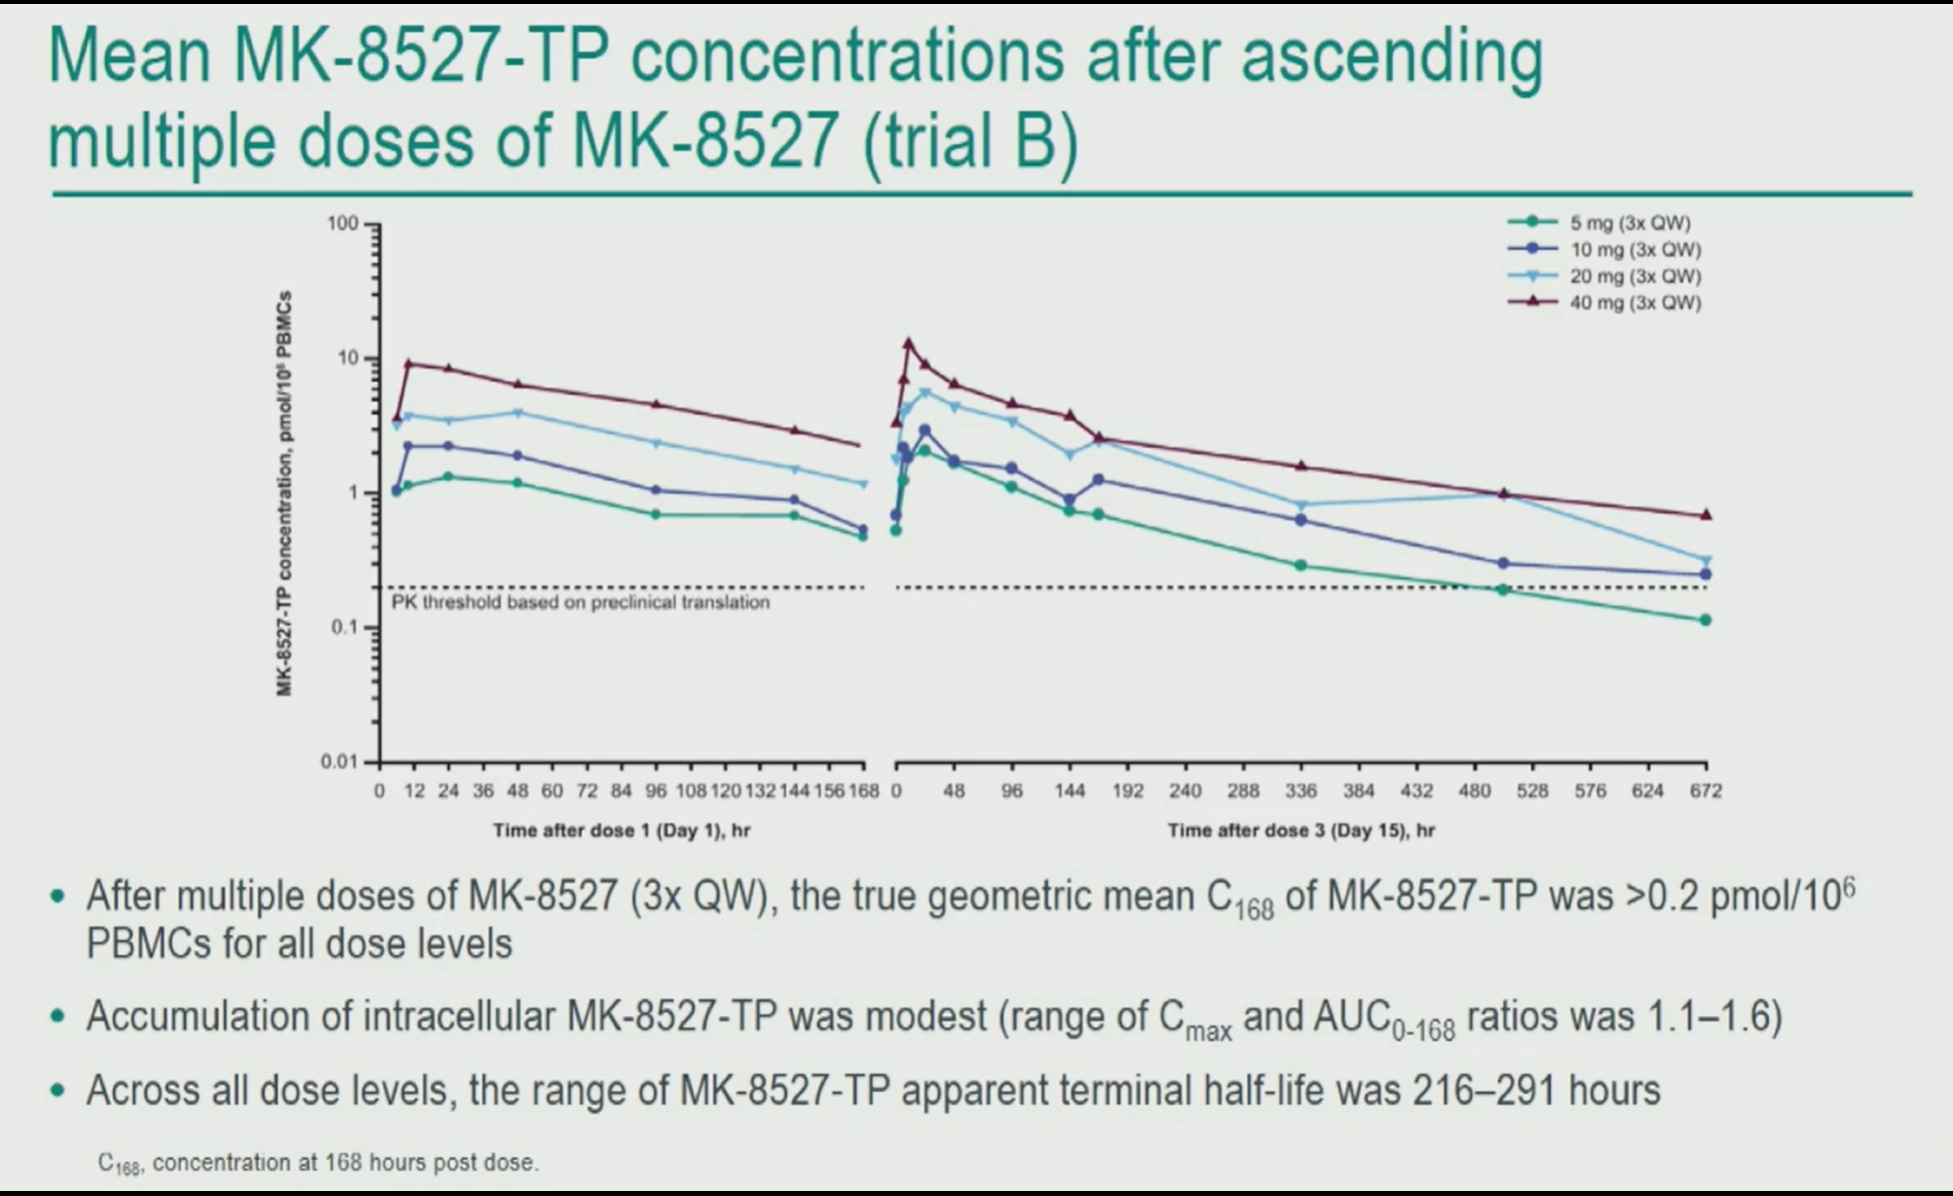 Mean MK-8527-TP concentrations after ascending
multiple doses of MK-8527 (trial B)
5 mg (3x QW)
10 mg (3x QW)
20 mg (3x QW)
40 mg (3x QW)
MK-8527-TP concentration, pmol/10⁶ PBMCs
100
10
1
0.1
0.01
PK threshold based on preclinical translation
0 12 24 36 48 60 72 84 96 108 120 132 144 156 168
0 48 96 144 192 240 288 336 384 432 480 528 576 624 672
Time after dose 1 (Day 1), hr
Time after dose 3 (Day 15), hr
• After multiple doses of MK-8527 (3x QW), the true geometric mean C₁₆₈ of MK-8527-TP was >0.2 pmol/10⁶
PBMCs for all dose levels
• Accumulation of intracellular MK-8527-TP was modest (range of Cmax and AUC₀₋₁₆₈ ratios was 1.1–1.6)
• Across all dose levels, the range of MK-8527-TP apparent terminal half-life was 216–291 hours
C₁₆₈, concentration at 168 hours post dose.